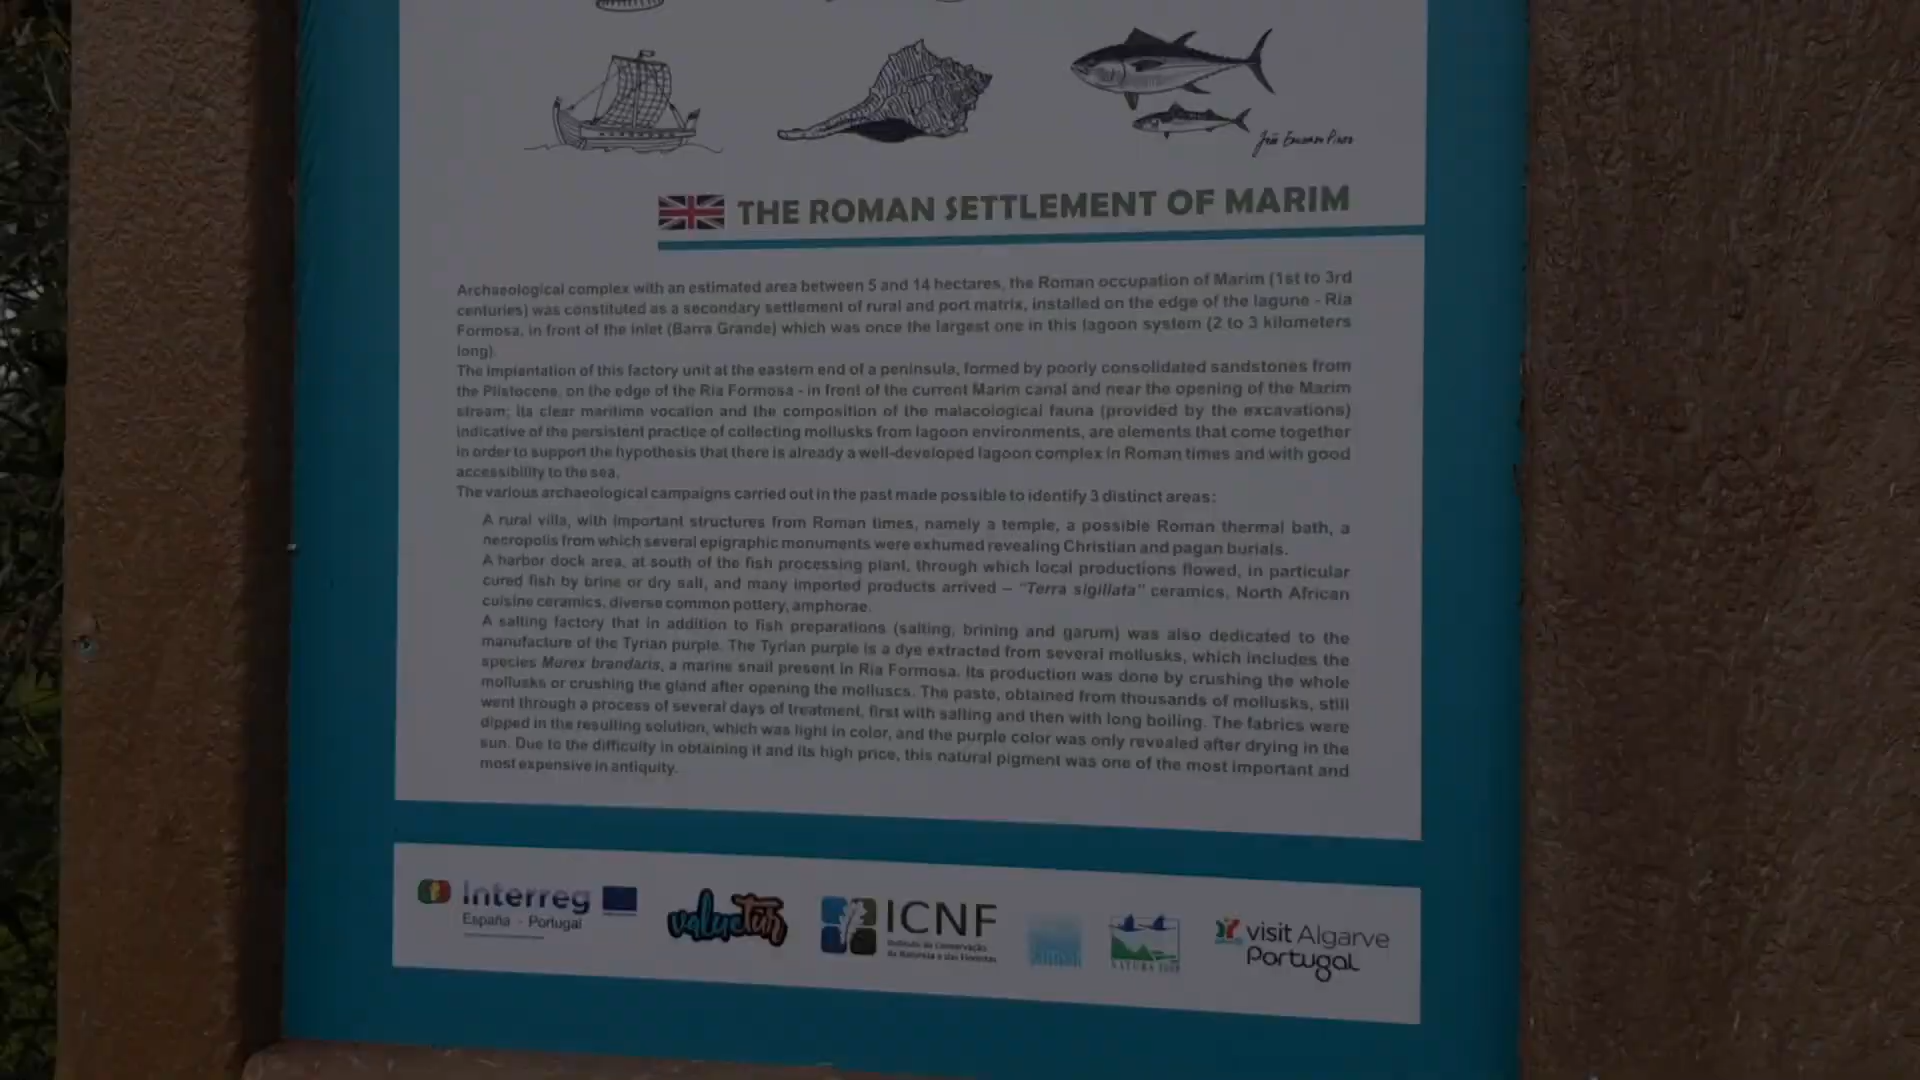 THE ROMAN SETTLEMENT OF MARIM
Archaeological complex with an estimated area between 5 and 14 hectares, the Roman occupation of Marim (1st to 3rd
centuries) was constituted as a secondary settlement of rural and port matrix, installed on the edge of the lagune - Ria
Formosa, in front of the inlet (Barra Grande) which was once the largest one in this lagoon system (2 to 3 kilometers
long).
The implantation of this factory unit at the eastern end of a peninsula, formed by poorly consolidated sandstones from
the Plistocene, on the edge of the Ria Formosa - in front of the current Marim canal and near the opening of the Marim
stream; its clear maritime vocation and the composition of the malacological fauna (provided by the excavations)
indicative of the persistent practice of collecting mollusks from lagoon environments, are elements that come together
in order to support the hypothesis that there is already a well-developed lagoon complex in Roman times and with good
accessibility to the sea.
The various archaeological campaigns carried out in the past made possible to identify 3 distinct areas:
A rural villa, with important structures from Roman times, namely a temple, a possible Roman thermal bath, a
necropolis from which several epigraphic monuments were exhumed revealing Christian and pagan burials.
A harbor dock area, at south of the fish processing plant, through which local productions flowed, in particular
cured fish by brine or dry salt, and many imported products arrived – "Terra sigillata" ceramics, North African
cuisine ceramics, diverse common pottery, amphorae.
A salting factory that in addition to fish preparations (salting, brining and garum) was also dedicated to the
manufacture of the Tyrian purple. The Tyrian purple is a dye extracted from several mollusks, which includes the
species Murex brandaris, a marine snail present in Ria Formosa. Its production was done by crushing the whole
mollusks or crushing the gland after opening the molluscs. The paste, obtained from thousands of mollusks, still
went through a process of several days of treatment, first with salting and then with long boiling. The fabrics were
dipped in the resulting solution, which was light in color, and the purple color was only revealed after drying in the
sun. Due to the difficulty in obtaining it and its high price, this natural pigment was one of the most important and
most expensive in antiquity.
Interreg
España - Portugal
valuetur
ICNF
Instituto da Conservação
da Natureza e das Florestas
NATURA 2000
visit Algarve
Portugal